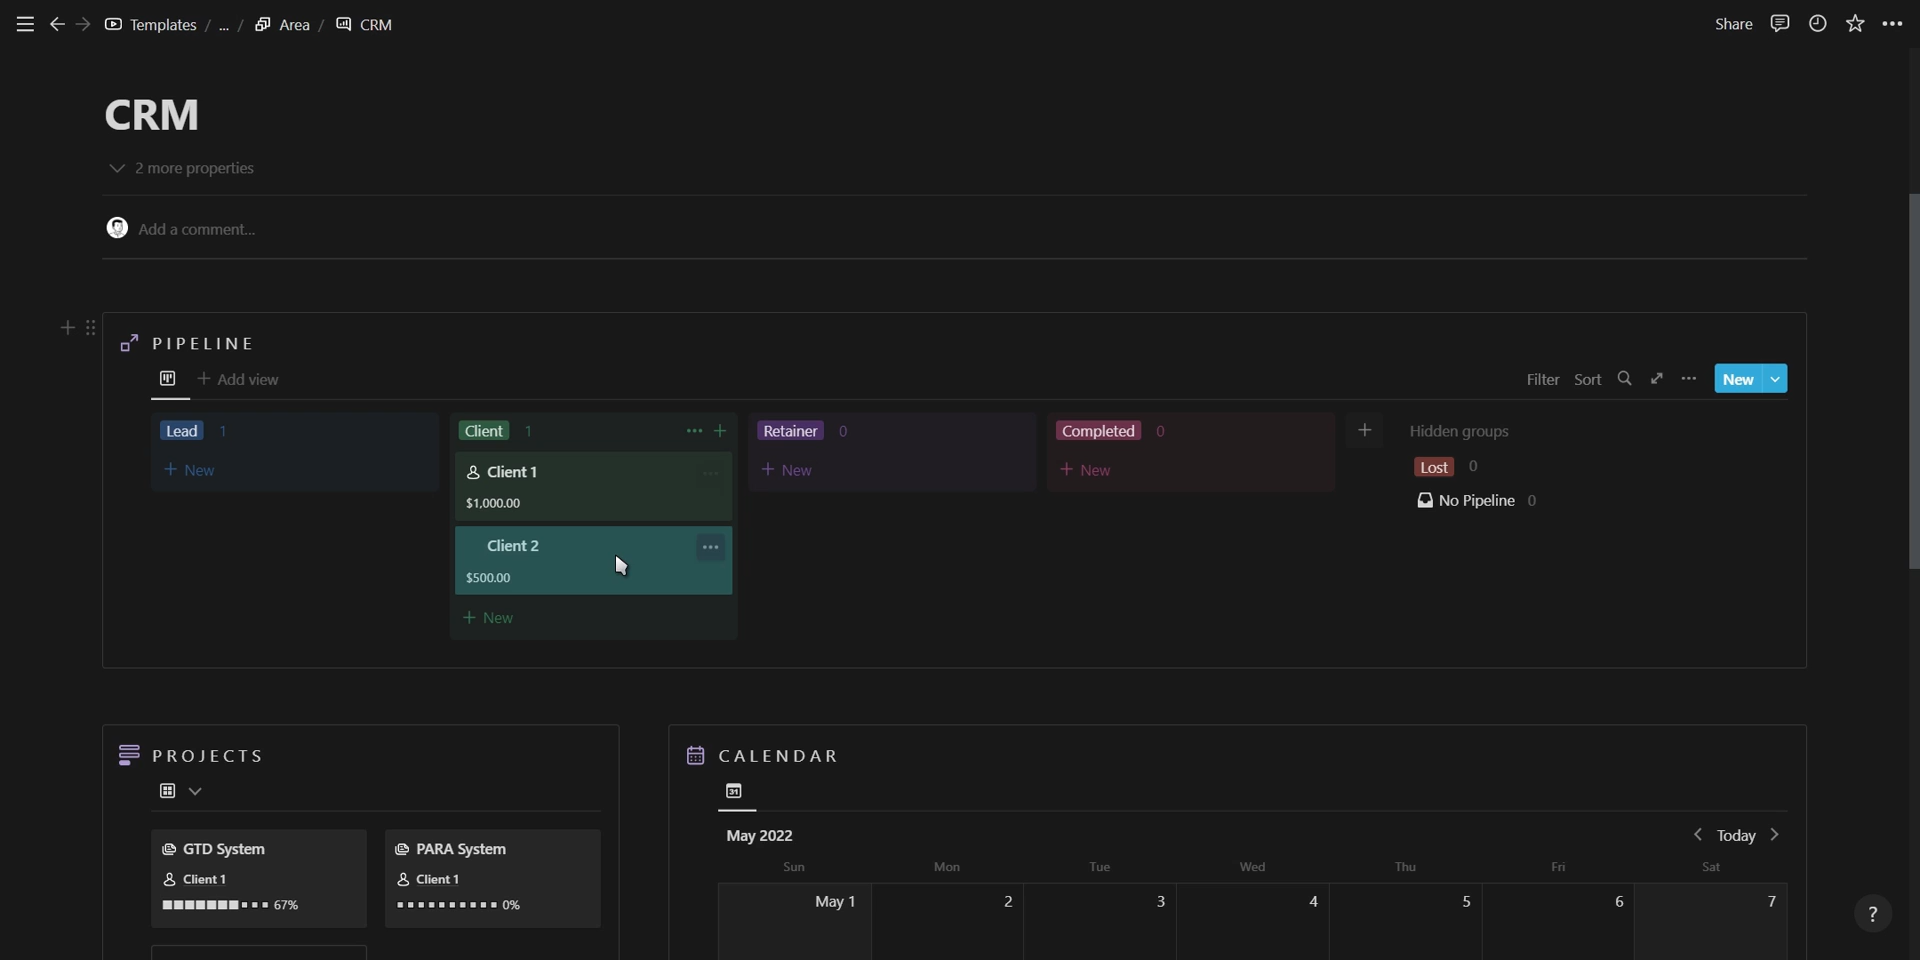 Templates / ... / Area / CRM
Share
CRM
2 more properties
Add a comment...
PIPELINE
Add view
Filter Sort New
Lead 1
New
Client 1
Client 1
$1,000.00
Client 2
$500.00
New
Retainer 0
New
Completed 0
New
Hidden groups
Lost 0
No Pipeline 0
PROJECTS
GTD System
Client 1
67%
PARA System
Client 1
0%
CALENDAR
31
May 2022
Today
Sun Mon Tue Wed Thu Fri Sat
May 1 2 3 4 5 6 7
?